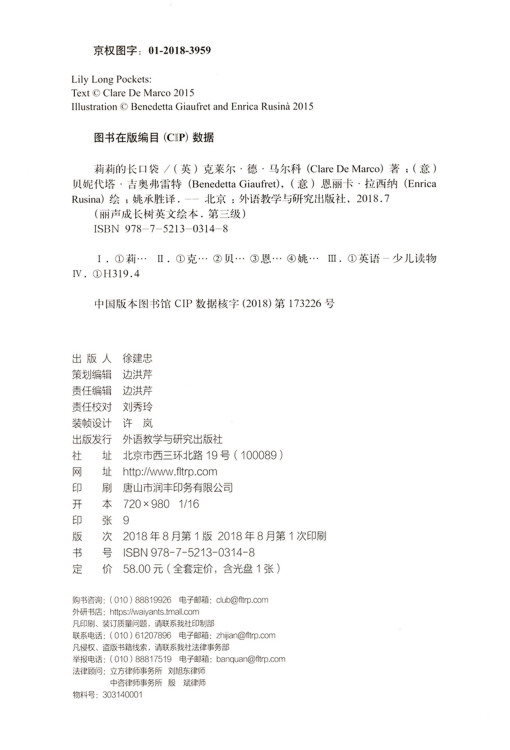 京权图字：01-2018-3959
Lily Long Pockets:
Text © Clare De Marco 2015
Illustration © Benedetta Giaufret and Enrica Rusinà 2015
图书在版编目(CIP)数据
莉莉的长口袋／（英）克莱尔·德·马尔科(Clare De Marco) 著；（意）
贝妮代塔·吉奥弗雷特 (Benedetta Giaufret)，（意）恩丽卡·拉西纳 (Enrica
Rusina) 绘；姚承胜译．—— 北京：外语教学与研究出版社，2018.7
（丽声成长树英文绘本．第三级）
ISBN 978-7-5213-0314-8
Ⅰ．①莉… Ⅱ．①克… ②贝… ③恩… ④姚… Ⅲ．①英语－少儿读物
Ⅳ．①H319.4
中国版本图书馆 CIP 数据核字 (2018) 第 173226 号
出 版 人 徐建忠
策划编辑 边洪芹
责任编辑 边洪芹
责任校对 刘秀玲
装帧设计 许 岚
出版发行 外语教学与研究出版社
社 址 北京市西三环北路 19 号（100089）
网 址 http://www.fltrp.com
印 刷 唐山市润丰印务有限公司
开 本 720×980 1/16
印 张 9
版 次 2018 年 8 月第 1 版 2018 年 8 月第 1 次印刷
书 号 ISBN 978-7-5213-0314-8
定 价 58.00 元（全套定价，含光盘 1 张）
购书咨询：（010）88819926 电子邮箱：club@fltrp.com
外研书店：https://waiyants.tmall.com
凡印刷、装订质量问题，请联系我社印制部
联系电话：（010）61207896 电子邮箱：zhijian@fltrp.com
凡侵权、盗版书籍线索，请联系我社法律事务部
举报电话：（010）88817519 电子邮箱：banquan@fltrp.com
法律顾问：立方律师事务所 刘旭东律师
中咨律师事务所 殷 斌律师
物料号：303140001